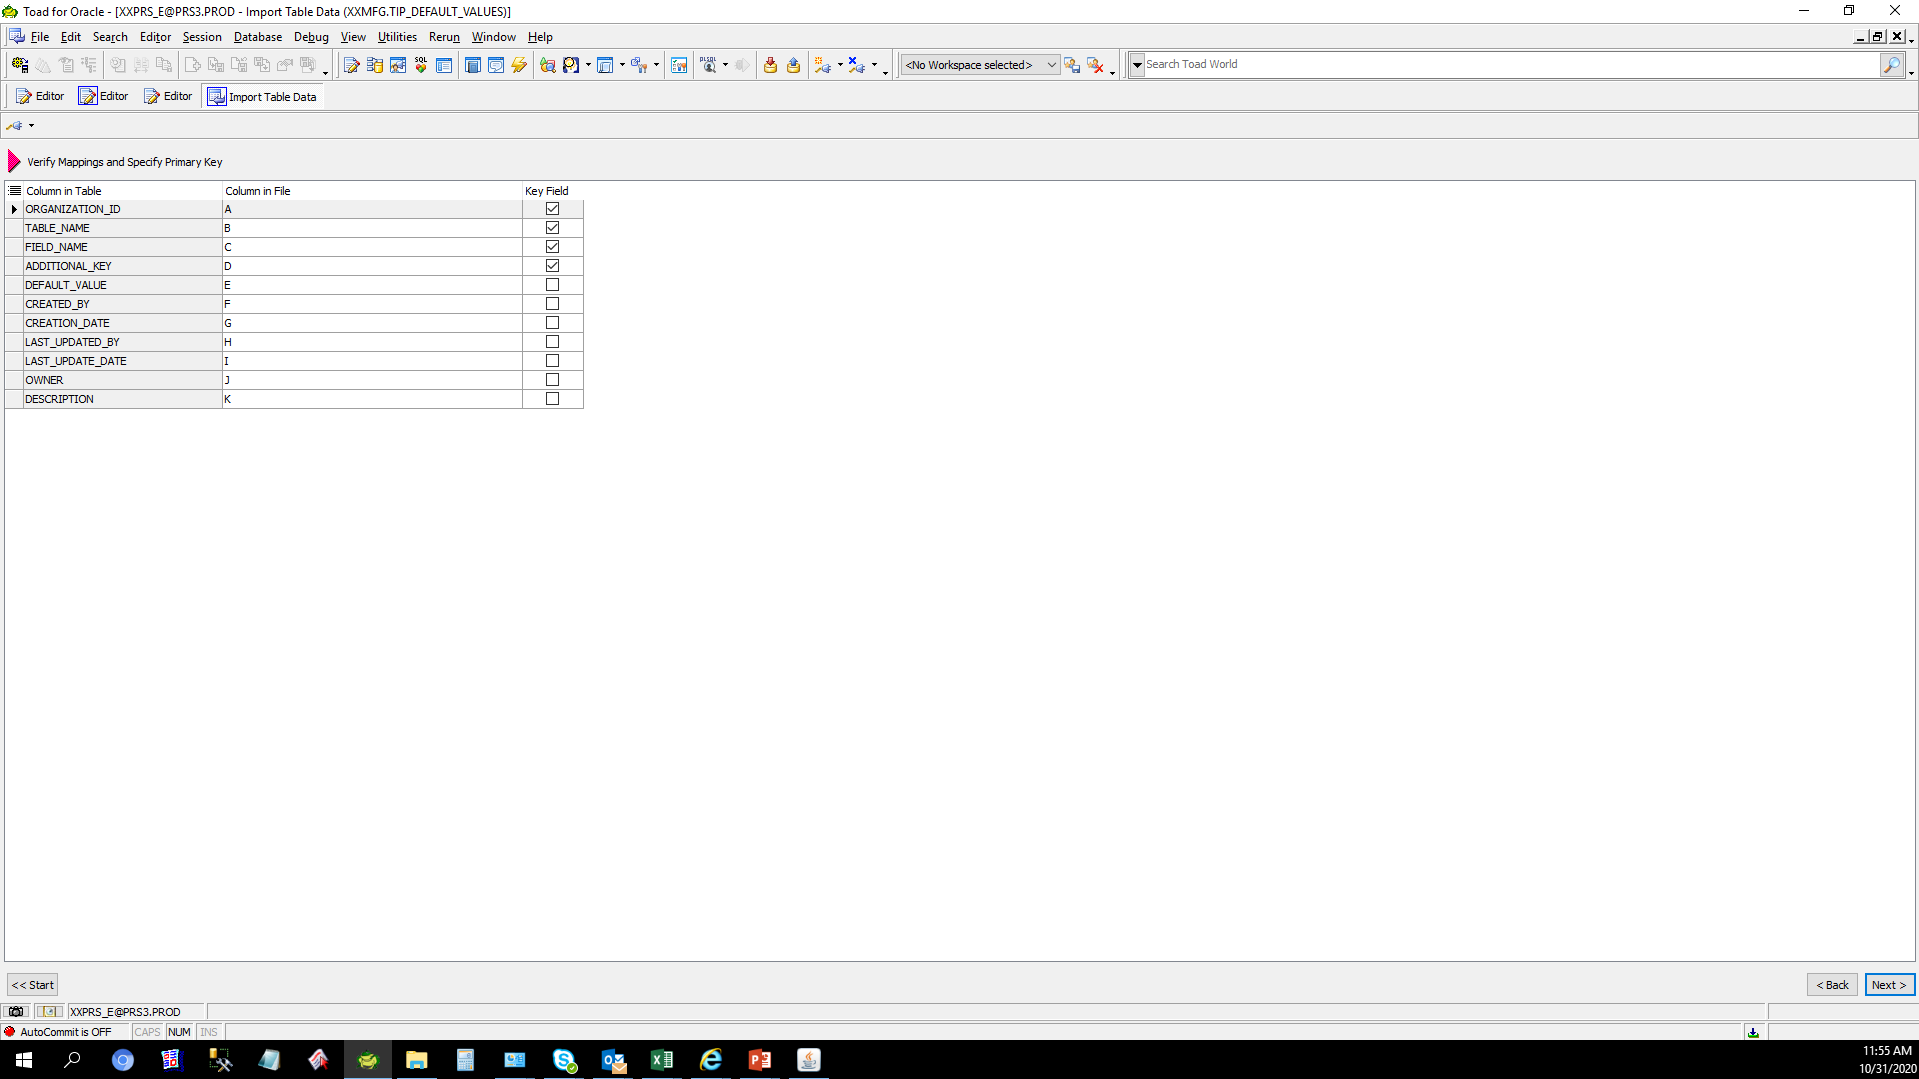 Toad for Oracle - [XXPRS_E@PRS3.PROD - Import Table Data (XXMFG.TIP_DEFAULT_VALUES)]
File Edit Search Editor Session Database Debug View Utilities Rerun Window Help
SQL
<No Workspace selected>
Search Toad World
Editor Editor Editor Import Table Data
Verify Mappings and Specify Primary Key
Column in Table Column in File Key Field
ORGANIZATION_ID A
TABLE_NAME B
FIELD_NAME C
ADDITIONAL_KEY D
DEFAULT_VALUE E
CREATED_BY F
CREATION_DATE G
LAST_UPDATED_BY H
LAST_UPDATE_DATE I
OWNER J
DESCRIPTION K
<< Start < Back Next >
XXPRS_E@PRS3.PROD
AutoCommit is OFF CAPS NUM INS
11:55 AM
10/31/2020